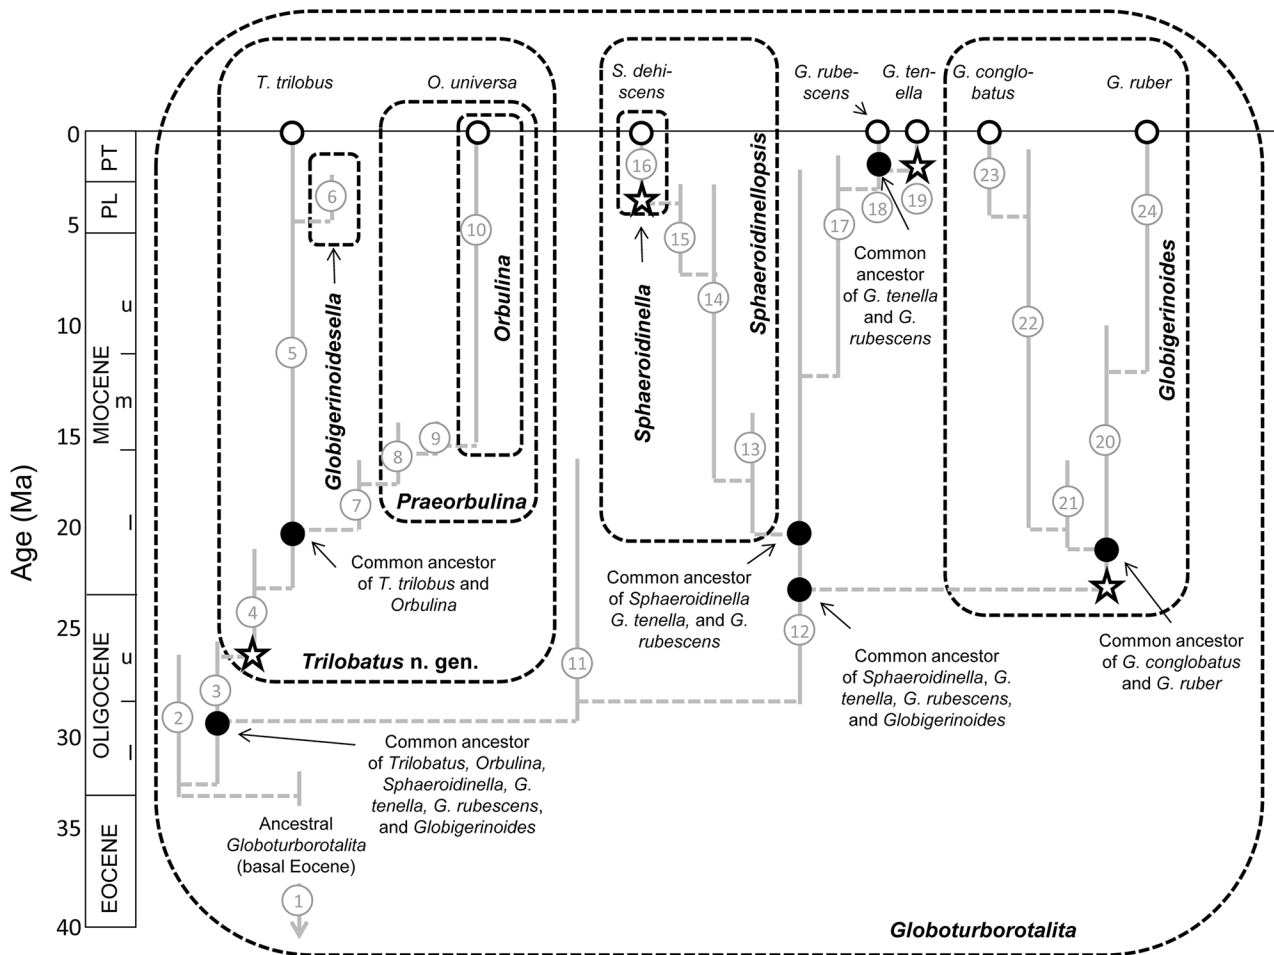 T. trilobus
O. universa
S. dehi-
scens
G. rube-
scens
G. ten-
ella
G. conglo-
batus
G. ruber
Age (Ma)
0
5
10
15
20
25
30
35
40
PT
PL
MIOCENE
u
m
l
OLIGOCENE
u
l
EOCENE
1
2
3
4
5
6
7
8
9
10
11
12
13
14
15
16
17
18
19
20
21
22
23
24
Globigerinoidesella
Orbulina
Praeorbulina
Trilobatus n. gen.
Sphaeroidinella
Sphaeroidinellopsis
Globigerinoides
Globoturborotalita
Common
ancestor
of G. tenella
and G.
rubescens
Common ancestor
of T. trilobus and
Orbulina
Common ancestor
of Sphaeroidinella
G. tenella, and G.
rubescens
Common ancestor
of Sphaeroidinella, G.
tenella, G. rubescens,
and Globigerinoides
Common ancestor
of G. conglobatus
and G. ruber
Common ancestor
of Trilobatus, Orbulina,
Sphaeroidinella, G.
tenella, G. rubescens,
and Globigerinoides
Ancestral
Globoturborotalita
(basal Eocene)